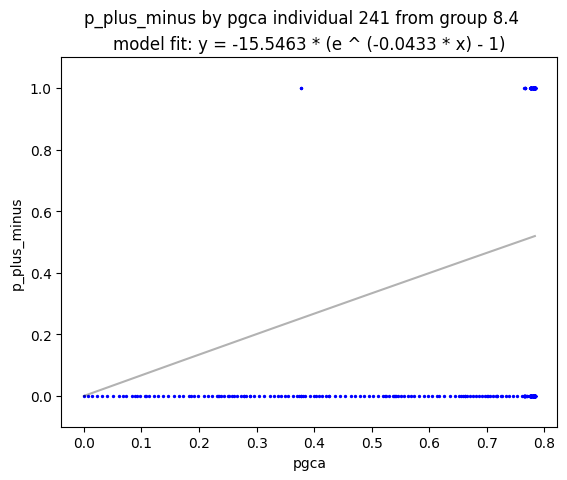 p_plus_minus by pgca individual 241 from group 8.4
model fit: y = -15.5463 * (e ^ (-0.0433 * x) - 1)
1.0
0.8
0.6
0.4
0.2
0.0
p_plus_minus
0.0 0.1 0.2 0.3 0.4 0.5 0.6 0.7 0.8
pgca